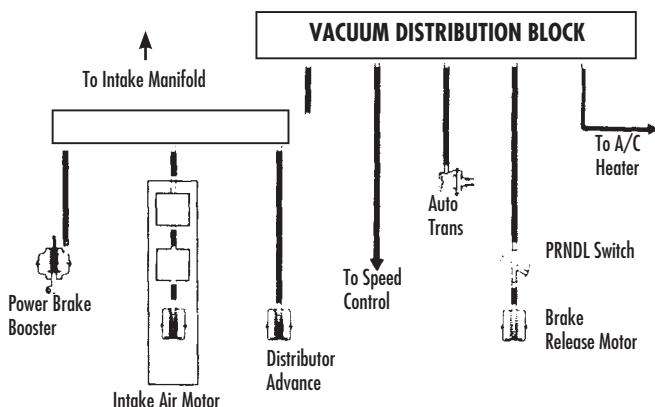 VACUUM DISTRIBUTION BLOCK
To Intake Manifold
To A/C
Heater
Auto
Trans
PRNDL Switch
To Speed
Control
Power Brake
Booster
Brake
Release Motor
Distributor
Advance
Intake Air Motor